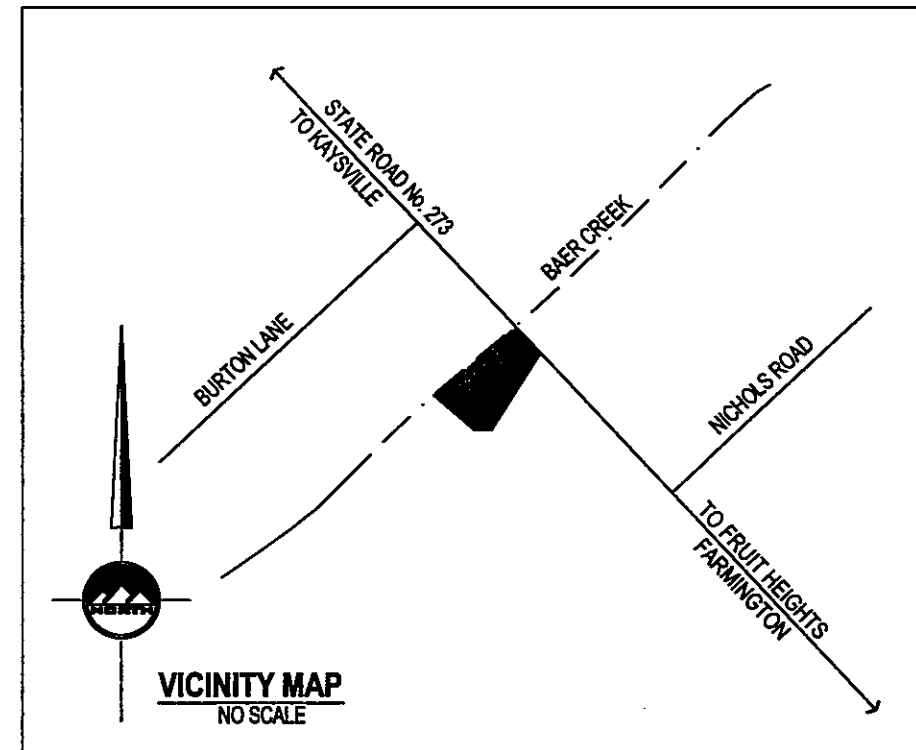 STATE ROAD No. 273
TO KAYSVILLE
BAER CREEK
BURTON LANE
NICHOLS ROAD
TO FRUIT HEIGHTS
FARMINGTON
NORTH
VICINITY MAP
NO SCALE